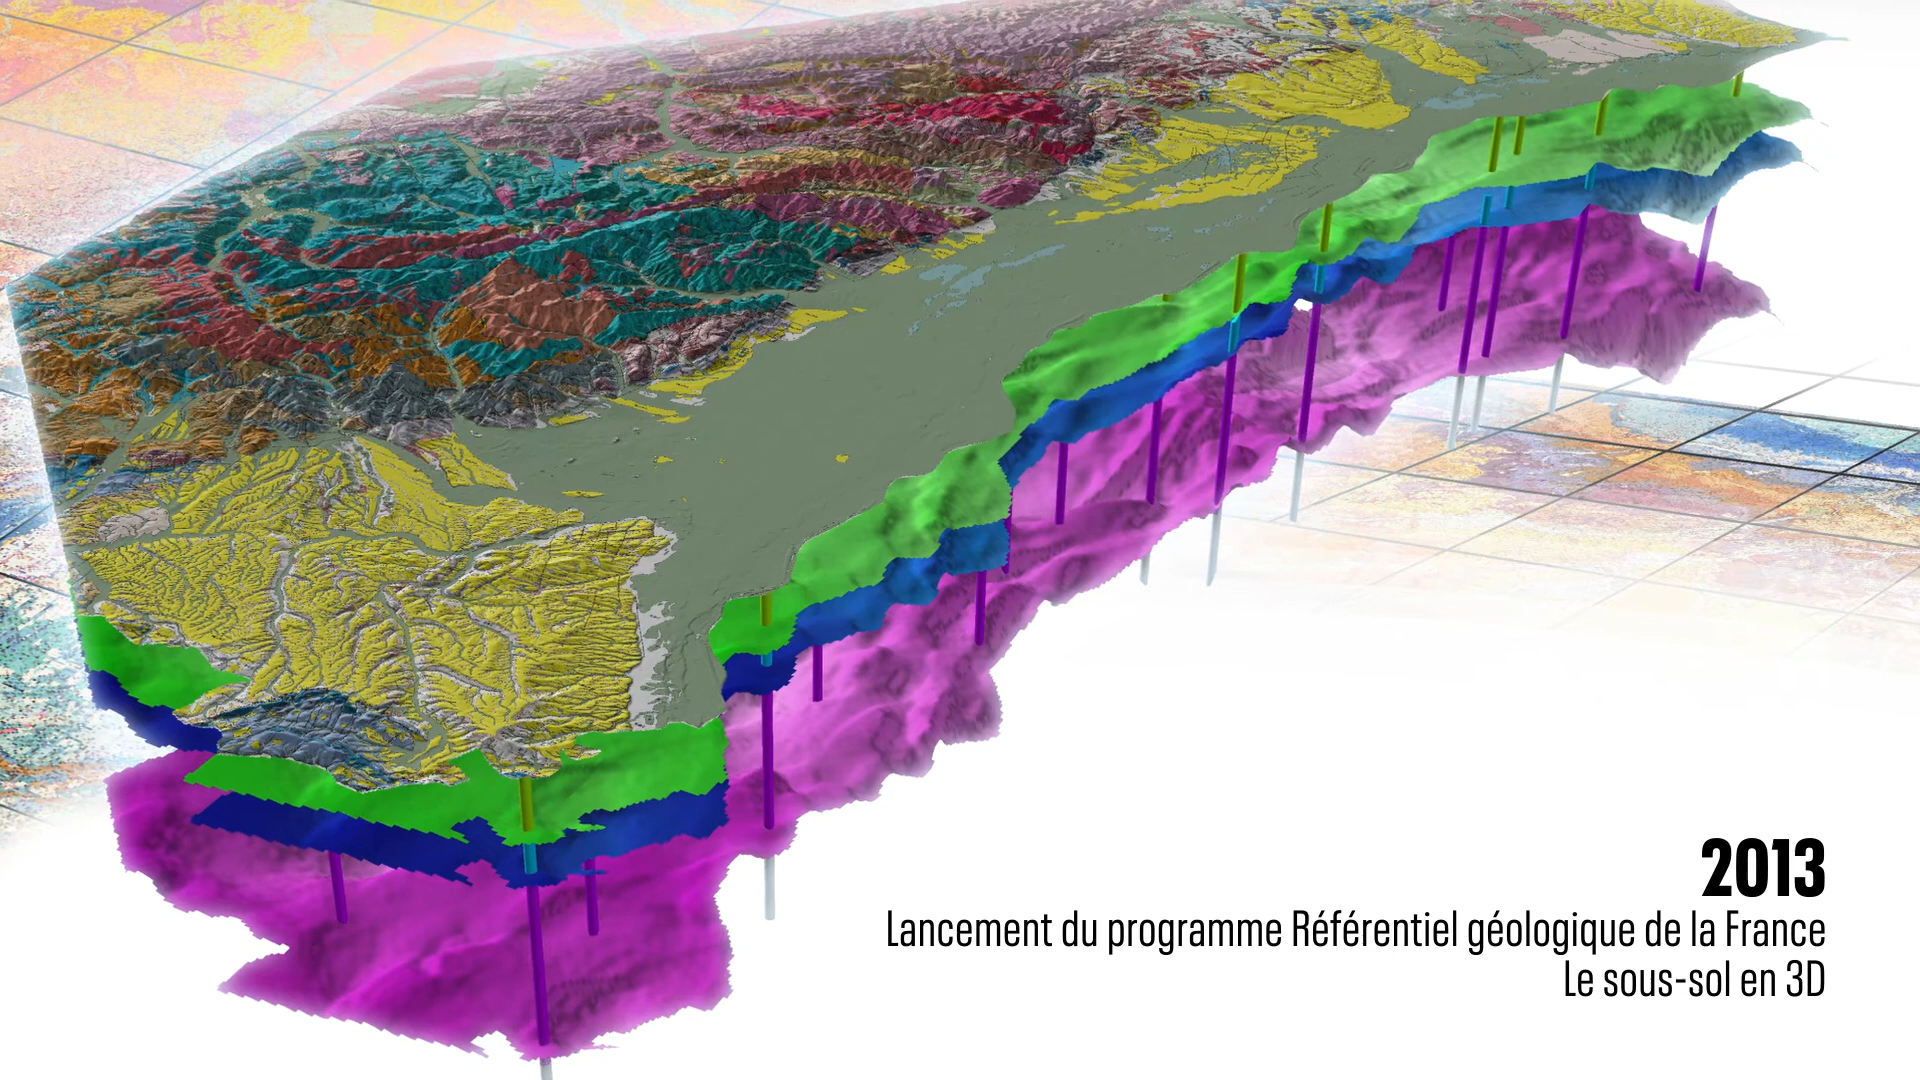 2013
Lancement du programme Référentiel géologique de la France
Le sous-sol en 3D